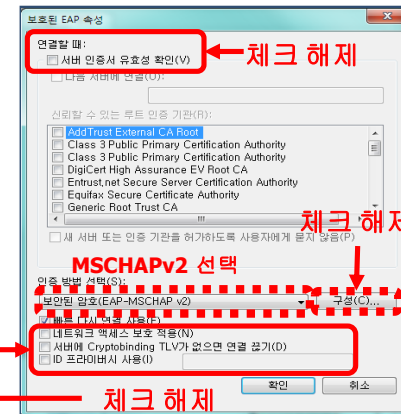 보호된 EAP 속성
연결할 때:
서버 인증서 유효성 확인(V)
체크 해제
다음 서버에 연결(O):
신뢰할 수 있는 루트 인증 기관(R):
AddTrust External CA Root
Class 3 Public Primary Certification Authority
Class 3 Public Primary Certification Authority
DigiCert High Assurance EV Root CA
Entrust.net Secure Server Certification Authority
Equifax Secure Certificate Authority
Generic Root Trust CA
체크 해제
새 서버 또는 인증 기관을 허가하도록 사용자에게 묻지 않음(P)
MSCHAPv2 선택
인증 방법 선택(S):
보안된 암호(EAP-MSCHAP v2)
구성(C)...
빠른 다시 연결 사용(F)
네트워크 액세스 보호 적용(N)
서버에 Cryptobinding TLV가 없으면 연결 끊기(D)
ID 프라이버시 사용(I)
확인
취소
체크 해제